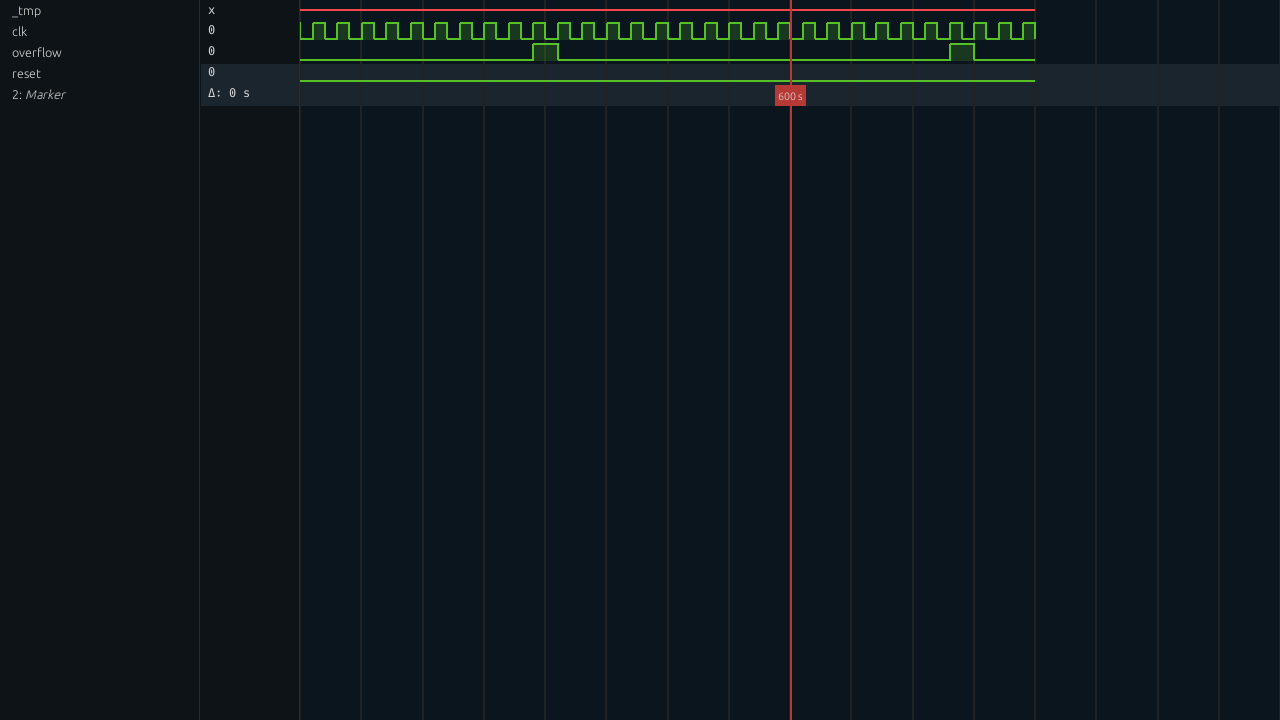 _tmp x
clk 0
overflow 0
reset 0
2: Marker Δ: 0 s 600 s